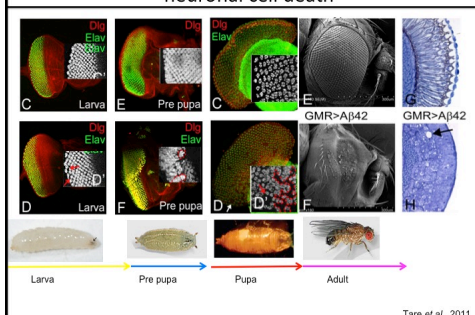 neuronal cell death
Dlg
Elav
Elav
C
C'
Larva
Dlg
Elav
E
Pre pupa
C
E
G
GMR>Aβ42
GMR>Aβ42
Dlg
Elav
D
Larva
Dlg
Elav
F
Pre pupa
D
D'
D'
F
H
Larva
Pre pupa
Pupa
Adult
Tare et al., 2011